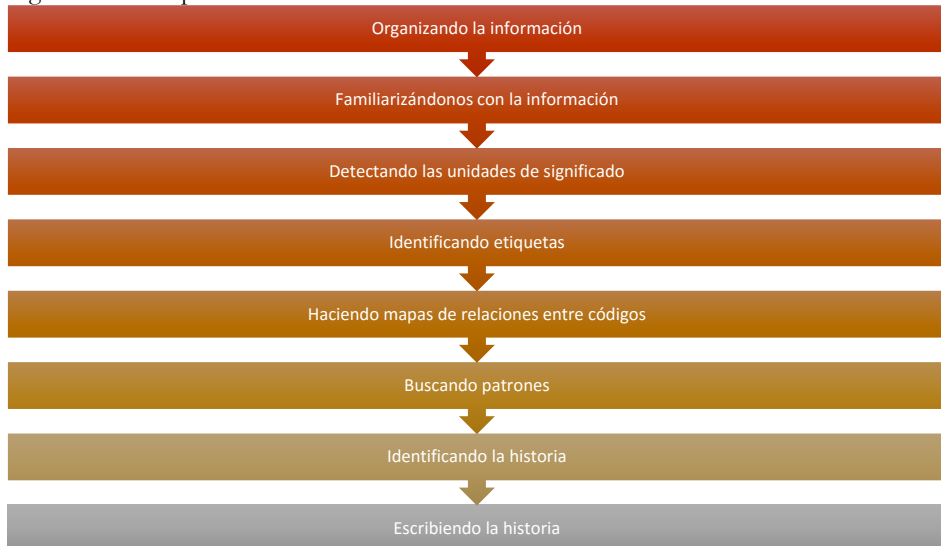 Organizando la información
Familiarizándonos con la información
Detectando las unidades de significado
Identificando etiquetas
Haciendo mapas de relaciones entre códigos
Buscando patrones
Identificando la historia
Escribiendo la historia